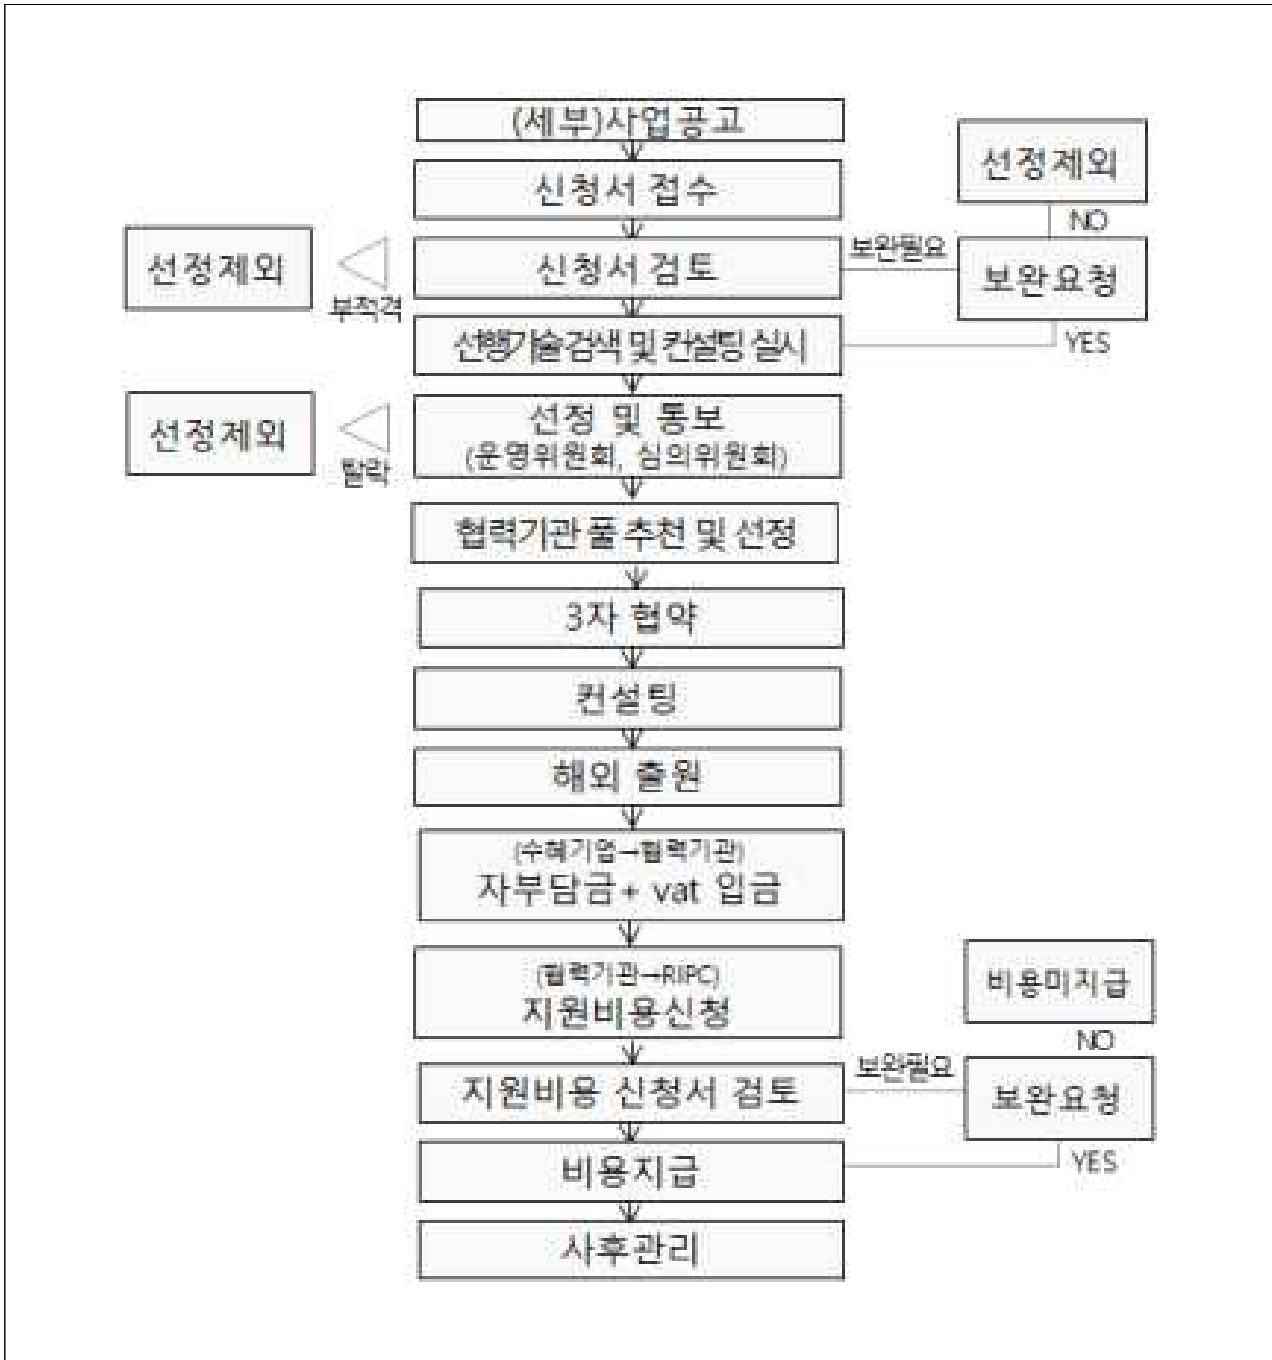 (세부)사업공고
선정제외
신청서 접수
NO
선정제외
부적격
신청서 검토
보완필요
보완요청
선행기술검색 및 컨설팅 실시
YES
선정제외
탈락
선정 및 통보
(운영위원회, 심의위원회)
협력기관 풀 추천 및 선정
3자 협약
컨설팅
해외 출원
(수혜기업→협력기관)
자부담금+ vat 입금
(협력기관→RIPC)
지원비용신청
비용미지급
NO
지원비용 신청서 검토
보완필요
보완요청
비용지급
YES
사후관리